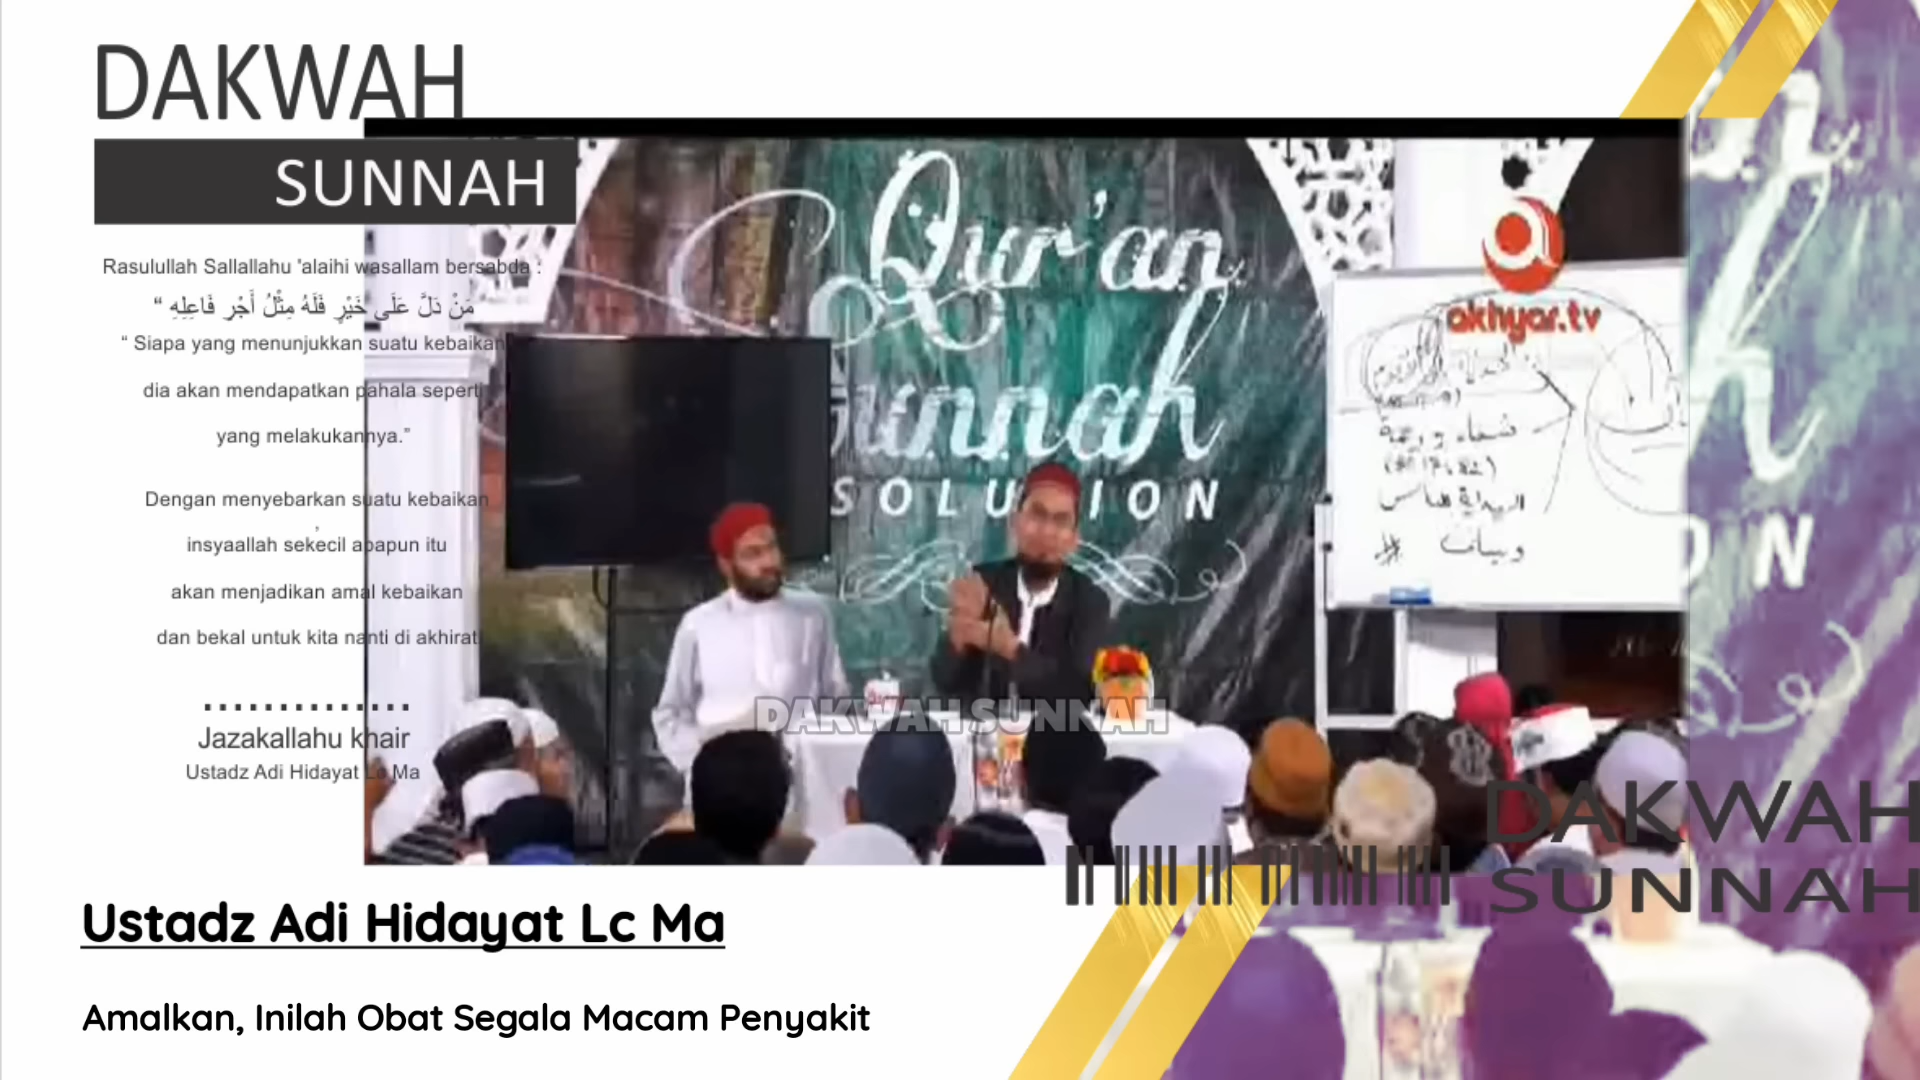 DAKWAH
SUNNAH
Rasulullah Sallallahu 'alaihi wasallam bersabda :
“ مَنْ دَلَّ عَلَى خَيْرٍ فَلَهُ مِثْلُ أَجْرِ فَاعِلِهِ
“ Siapa yang menunjukkan suatu kebaikan
dia akan mendapatkan pahala seperti
yang melakukannya.”
Dengan menyebarkan suatu kebaikan
insyaallah sekecil apapun itu
akan menjadikan amal kebaikan
dan bekal untuk kita nanti di akhirat
Jazakallahu khair
Ustadz Adi Hidayat Lc Ma
Qur'an
Sunnah
SOLUTION
akhyar.tv
DAKWAH SUNNAH
DAKWAH
SUNNAH
Ustadz Adi Hidayat Lc Ma
Amalkan, Inilah Obat Segala Macam Penyakit